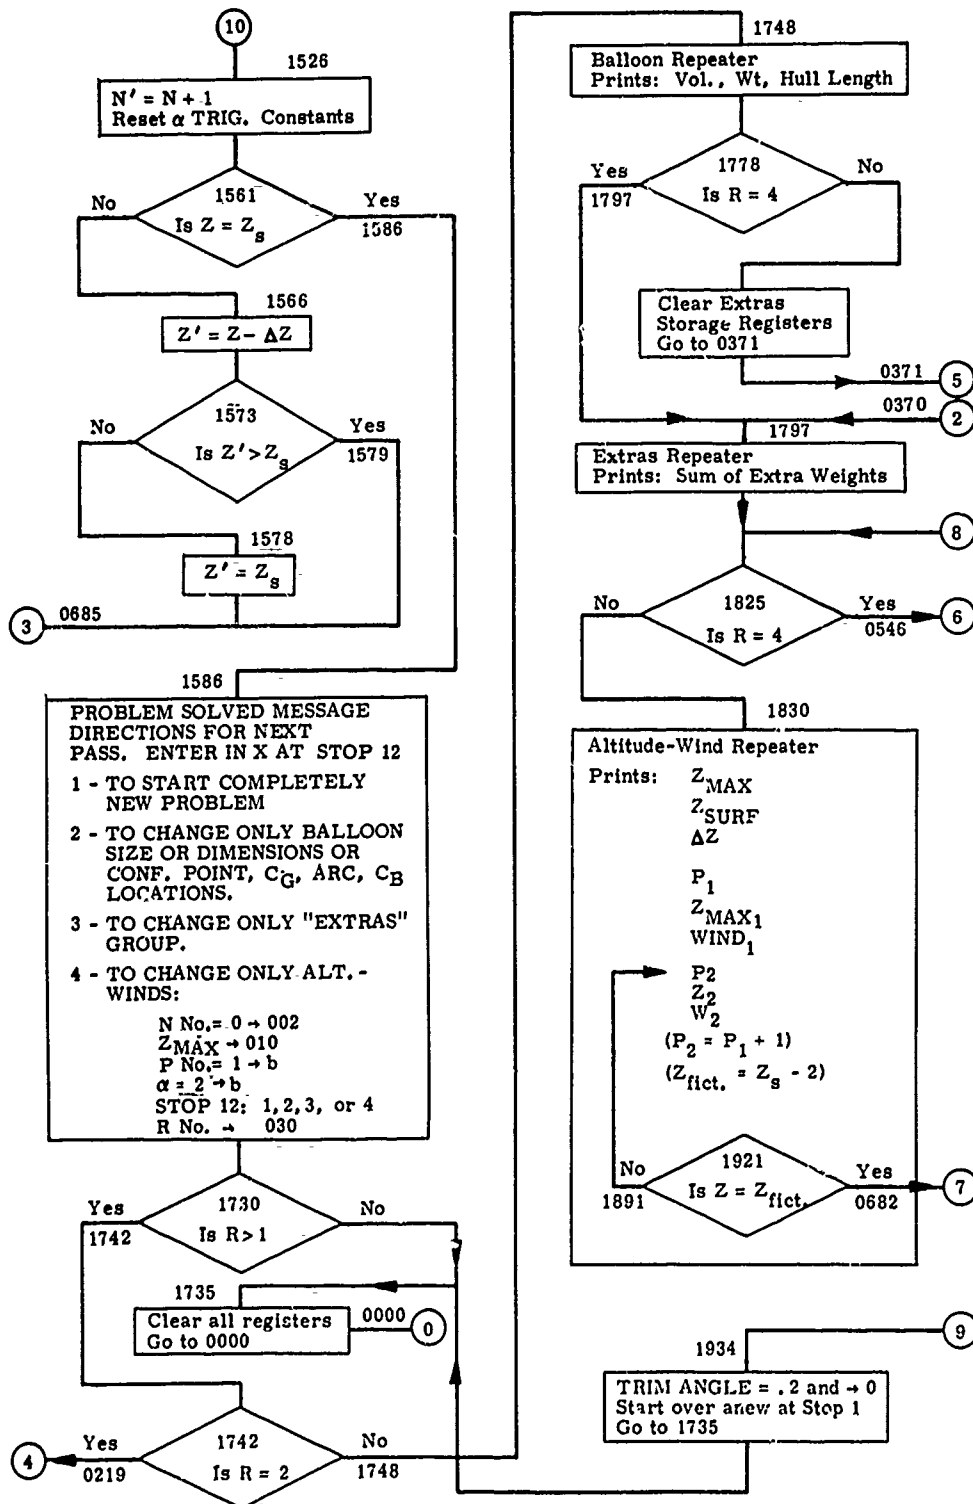 10
1526
N' = N + 1
Reset α TRIG. Constants
No
1561
Is Z = Zs
Yes
1586
1566
Z' = Z - ΔZ
No
1573
Is Z' > Zs
Yes
1579
1578
Z' = Zs
3
0685
1586
PROBLEM SOLVED MESSAGE
DIRECTIONS FOR NEXT
PASS. ENTER IN X AT STOP 12
1 - TO START COMPLETELY
NEW PROBLEM
2 - TO CHANGE ONLY BALLOON
SIZE OR DIMENSIONS OR
CONF. POINT, CG, ARC, CB
LOCATIONS.
3 - TO CHANGE ONLY "EXTRAS"
GROUP.
4 - TO CHANGE ONLY ALT. -
WINDS:
N No. = 0 → 002
ZMAX → 010
P No. = 1 → b
α = 2 → b
STOP 12: 1, 2, 3, or 4
R No. → 030
Yes
1742
1730
Is R > 1
No
1735
Clear all registers
Go to 0000
0000
0
4
Yes
0219
1742
Is R = 2
No
1748
1748
Balloon Repeater
Prints: Vol., Wt, Hull Length
Yes
1797
1778
Is R = 4
No
Clear Extras
Storage Registers
Go to 0371
0371
5
0370
2
1797
Extras Repeater
Prints: Sum of Extra Weights
8
No
1825
Is R = 4
Yes
0546
6
1830
Altitude-Wind Repeater
Prints: ZMAX
ZSURF
ΔZ
P1
ZMAX1
WIND1
P2
Z2
W2
(P2 = P1 + 1)
(Zfict. = Zs - 2)
No
1891
1921
Is Z = Zfict.
Yes
0682
7
9
1934
TRIM ANGLE = .2 and → 0
Start over anew at Stop 1
Go to 1735